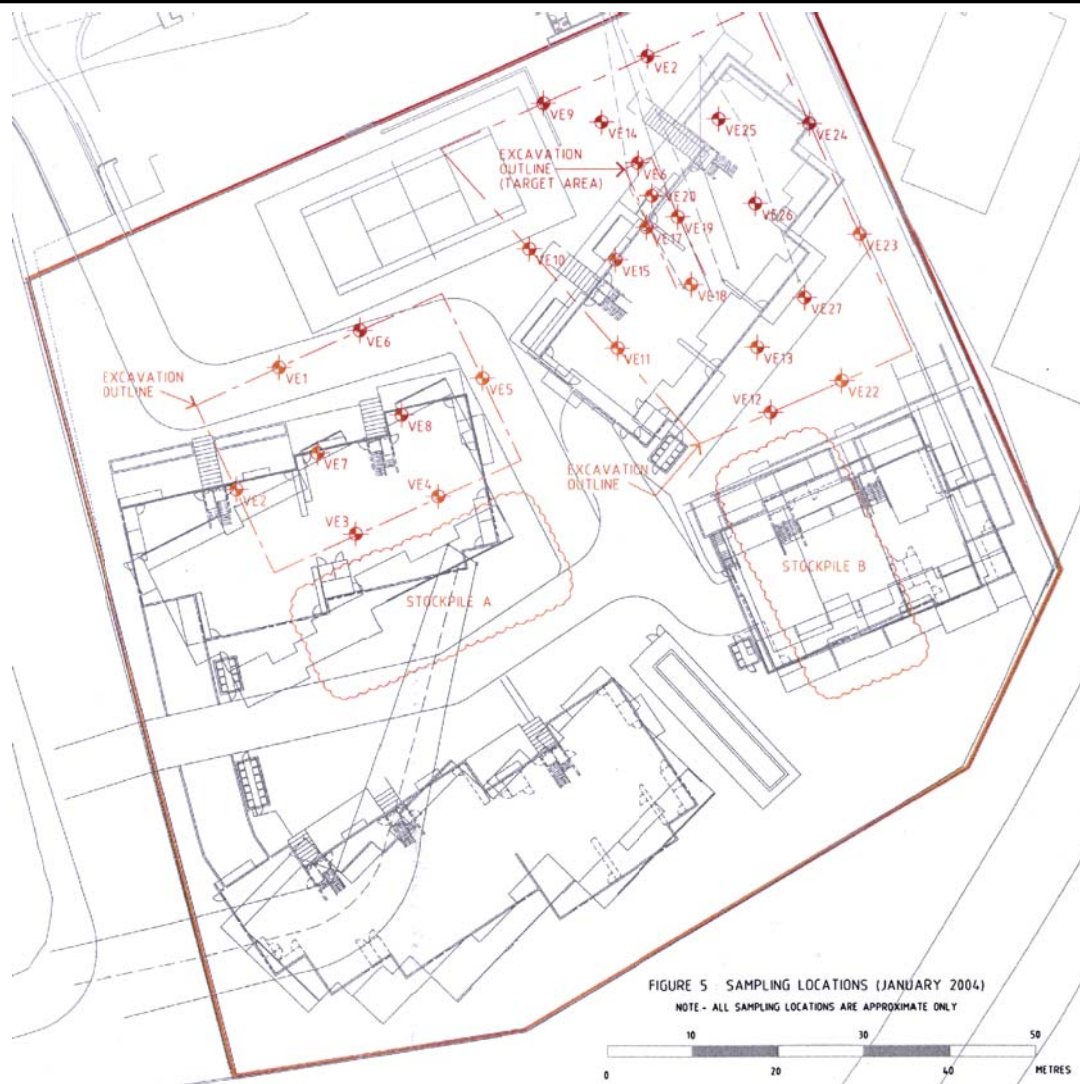 VE2
VE9
VE14
VE25
VE24
EXCAVATION
OUTLINE
(TARGET AREA)
VE6
VE20
VE26
VE19
VE17
VE23
VE10
VE15
VE18
VE27
VE6
VE11
VE13
VE1
EXCAVATION
OUTLINE
VE5
VE22
VE12
VE8
VE7
EXCAVATION
OUTLINE
VE2
VE4
VE3
STOCKPILE B
STOCKPILE A
FIGURE 5 SAMPLING LOCATIONS (JANUARY 2004)
NOTE - ALL SAMPLING LOCATIONS ARE APPROXIMATE ONLY
10 30 50
0 20 40 METRES